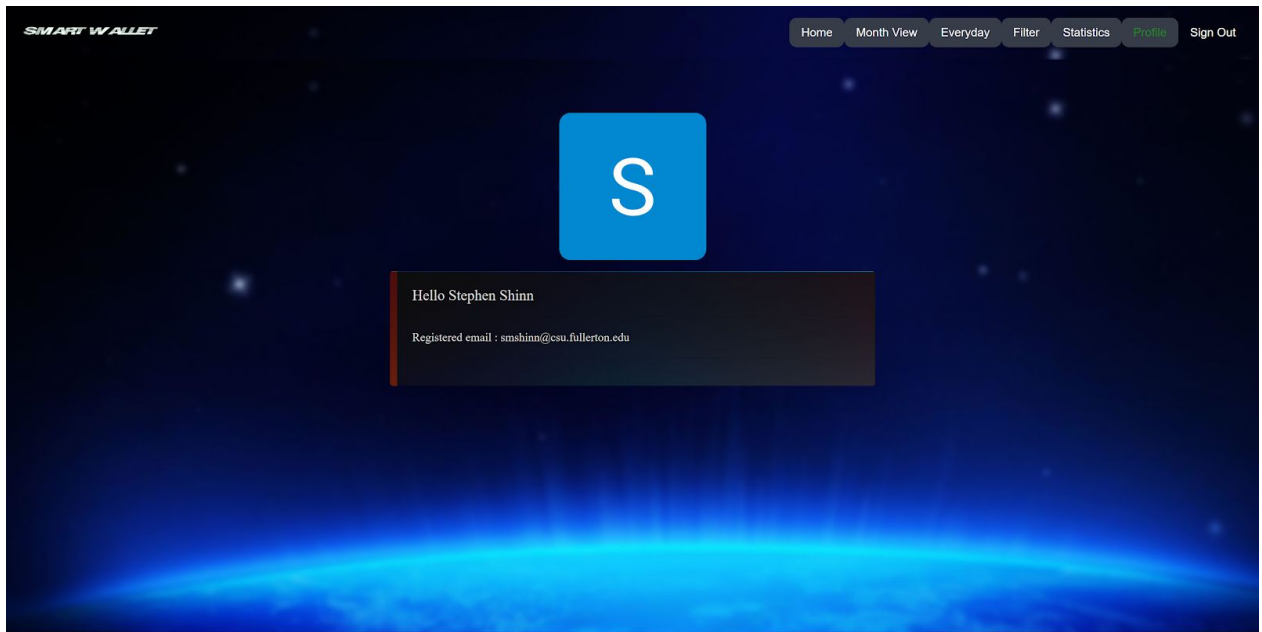 SMART WALLET
Home Month View Everyday Filter Statistics Profile Sign Out
S
Hello Stephen Shinn
Registered email : smshinn@csu.fullerton.edu